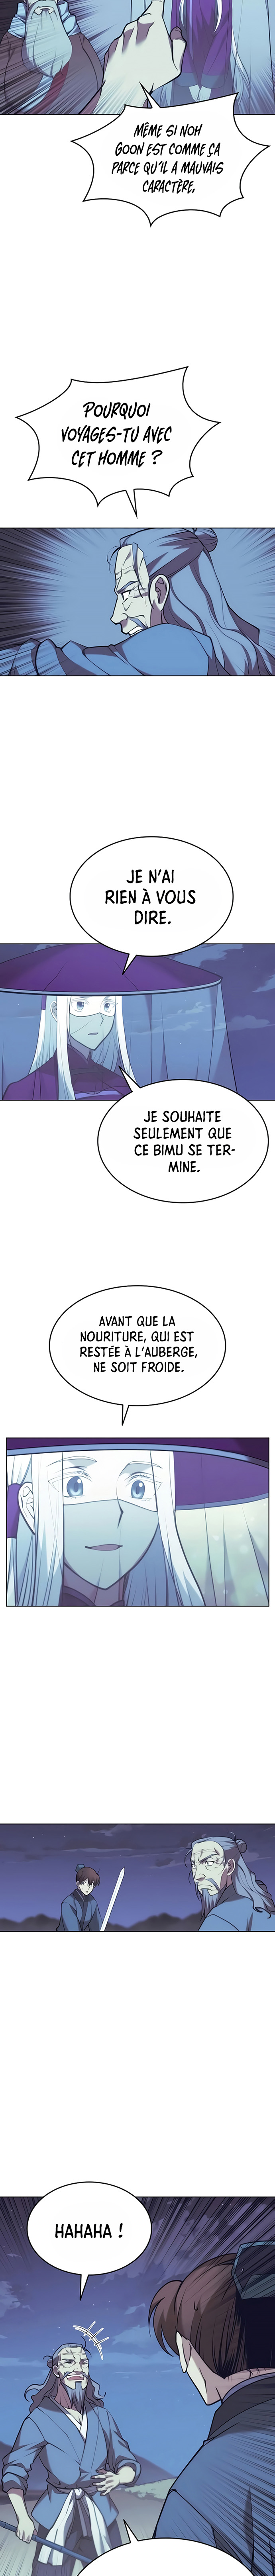 MÊME SI NOH
GOON EST COMME ÇA
PARCE QU'IL A MAUVAIS
CARACTÈRE,
POURQUOI
VOYAGES-TU AVEC
CET HOMME ?
JE N'AI
RIEN À VOUS
DIRE.
JE SOUHAITE
SEULEMENT QUE
CE BIMU SE TER-
MINE.
AVANT QUE LA
NOURITURE, QUI EST
RESTÉE À L'AUBERGE,
NE SOIT FROIDE.
HAHAHA !